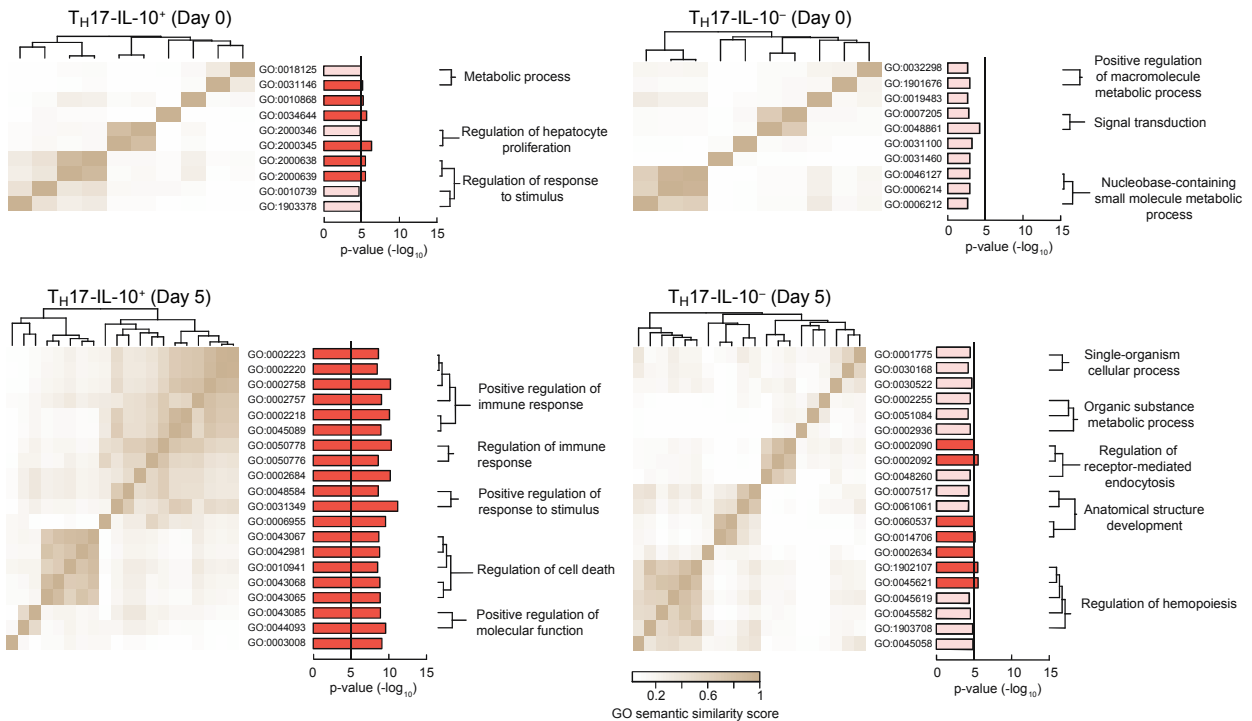 T_H17-IL-10⁺ (Day 0)
GO:0018125
GO:0031146
GO:0010868
GO:0034644
GO:2000346
GO:2000345
GO:2000638
GO:2000639
GO:0010739
GO:1903378
Metabolic process
Regulation of hepatocyte
proliferation
Regulation of response
to stimulus
0 5 10 15
p-value (-log₁₀)
T_H17-IL-10⁻ (Day 0)
GO:0032298
GO:1901676
GO:0019483
GO:0007205
GO:0048861
GO:0031100
GO:0031460
GO:0046127
GO:0006214
GO:0006212
Positive regulation
of macromolecule
metabolic process
Signal transduction
Nucleobase-containing
small molecule metabolic
process
0 5 10 15
p-value (-log₁₀)
T_H17-IL-10⁺ (Day 5)
GO:0002223
GO:0002220
GO:0002758
GO:0002757
GO:0002218
GO:0045089
GO:0050778
GO:0050776
GO:0002684
GO:0048584
GO:0031349
GO:0006955
GO:0043067
GO:0042981
GO:0010941
GO:0043068
GO:0043065
GO:0043085
GO:0044093
GO:0003008
Positive regulation of
immune response
Regulation of immune
response
Positive regulation of
response to stimulus
Regulation of cell death
Positive regulation of
molecular function
0 5 10 15
p-value (-log₁₀)
T_H17-IL-10⁻ (Day 5)
GO:0001775
GO:0030168
GO:0030522
GO:0002255
GO:0051084
GO:0002936
GO:0002090
GO:0002092
GO:0048260
GO:0007517
GO:0061061
GO:0060537
GO:0014706
GO:0002634
GO:1902107
GO:0045621
GO:0045619
GO:0045582
GO:1903708
GO:0045058
Single-organism
cellular process
Organic substance
metabolic process
Regulation of
receptor-mediated
endocytosis
Anatomical structure
development
Regulation of hemopoiesis
0 5 10 15
p-value (-log₁₀)
0.2 0.6 1
GO semantic similarity score